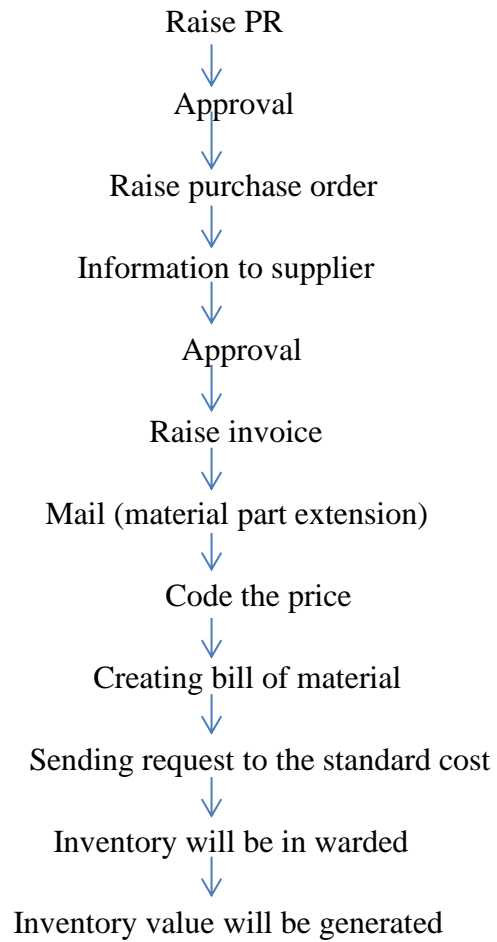 Raise PR
Approval
Raise purchase order
Information to supplier
Approval
Raise invoice
Mail (material part extension)
Code the price
Creating bill of material
Sending request to the standard cost
Inventory will be in warded
Inventory value will be generated